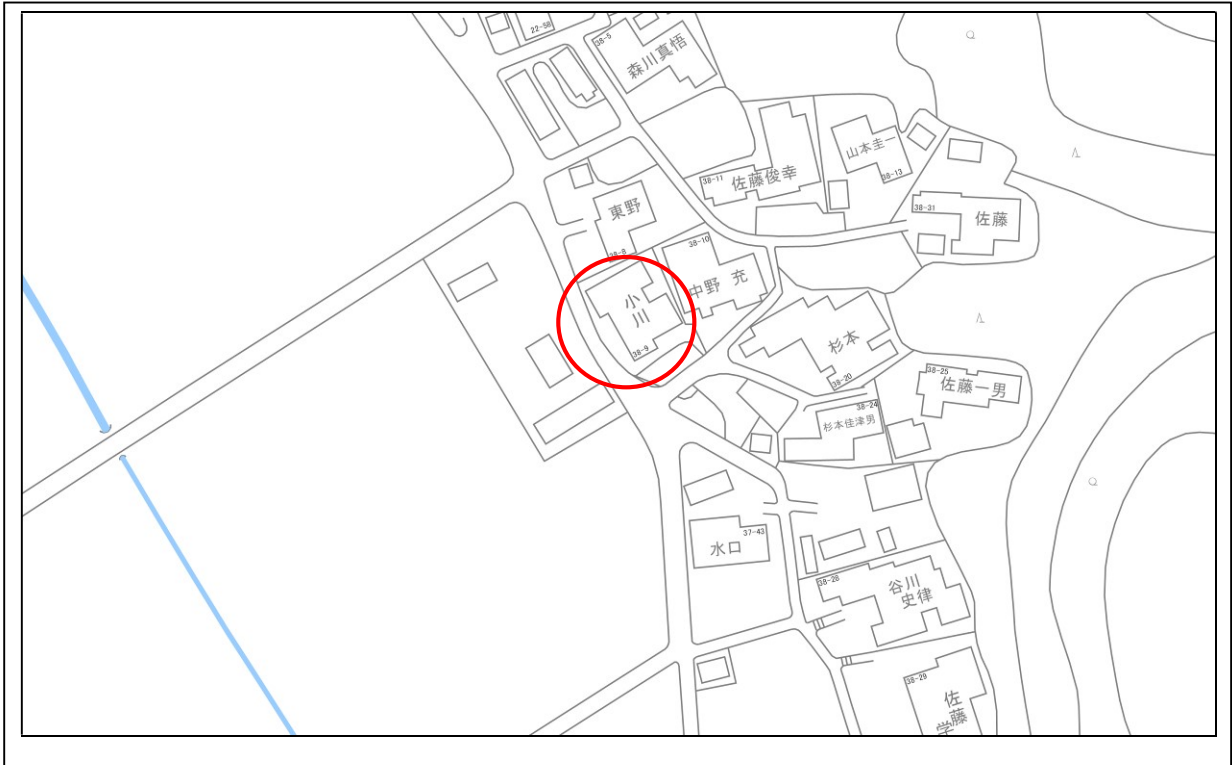 22-58
38-5
森川真悟
38-11
佐藤俊幸
山本圭一
38-13
38-31
佐藤
東野
38-8
38-10
中野 充
小川
38-9
杉本
38-20
38-25
佐藤一男
38-24
杉本佳津男
37-43
水口
38-28
谷川
史律
38-29
佐藤
学